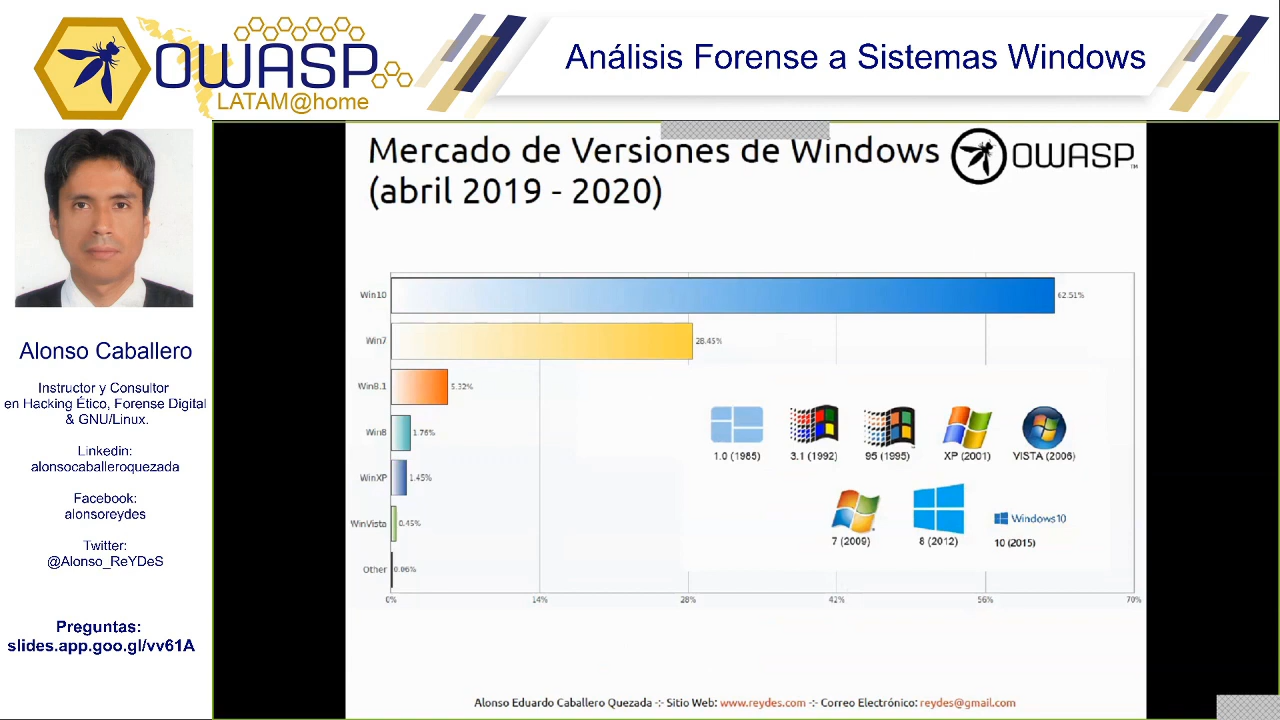 OWASP
LATAM@home
Análisis Forense a Sistemas Windows
Alonso Caballero
Instructor y Consultor
en Hacking Ético, Forense Digital
& GNU/Linux.
Linkedin:
alonsocaballeroquezada
Facebook:
alonsoreydes
Twitter:
@Alonso_ReYDeS
Preguntas:
slides.app.goo.gl/vv61A
Mercado de Versiones de Windows
(abril 2019 - 2020)
OWASP
TM
Win10
62.51%
Win7
28.45%
Win8.1
5.32%
Win8
1.76%
WinXP
1.45%
WinVista
0.45%
Other
0.06%
0%
14%
28%
42%
56%
70%
1.0 (1985)
3.1 (1992)
95 (1995)
XP (2001)
VISTA (2006)
7 (2009)
8 (2012)
Windows10
10 (2015)
Alonso Eduardo Caballero Quezada -:- Sitio Web: www.reydes.com -:- Correo Electrónico: reydes@gmail.com